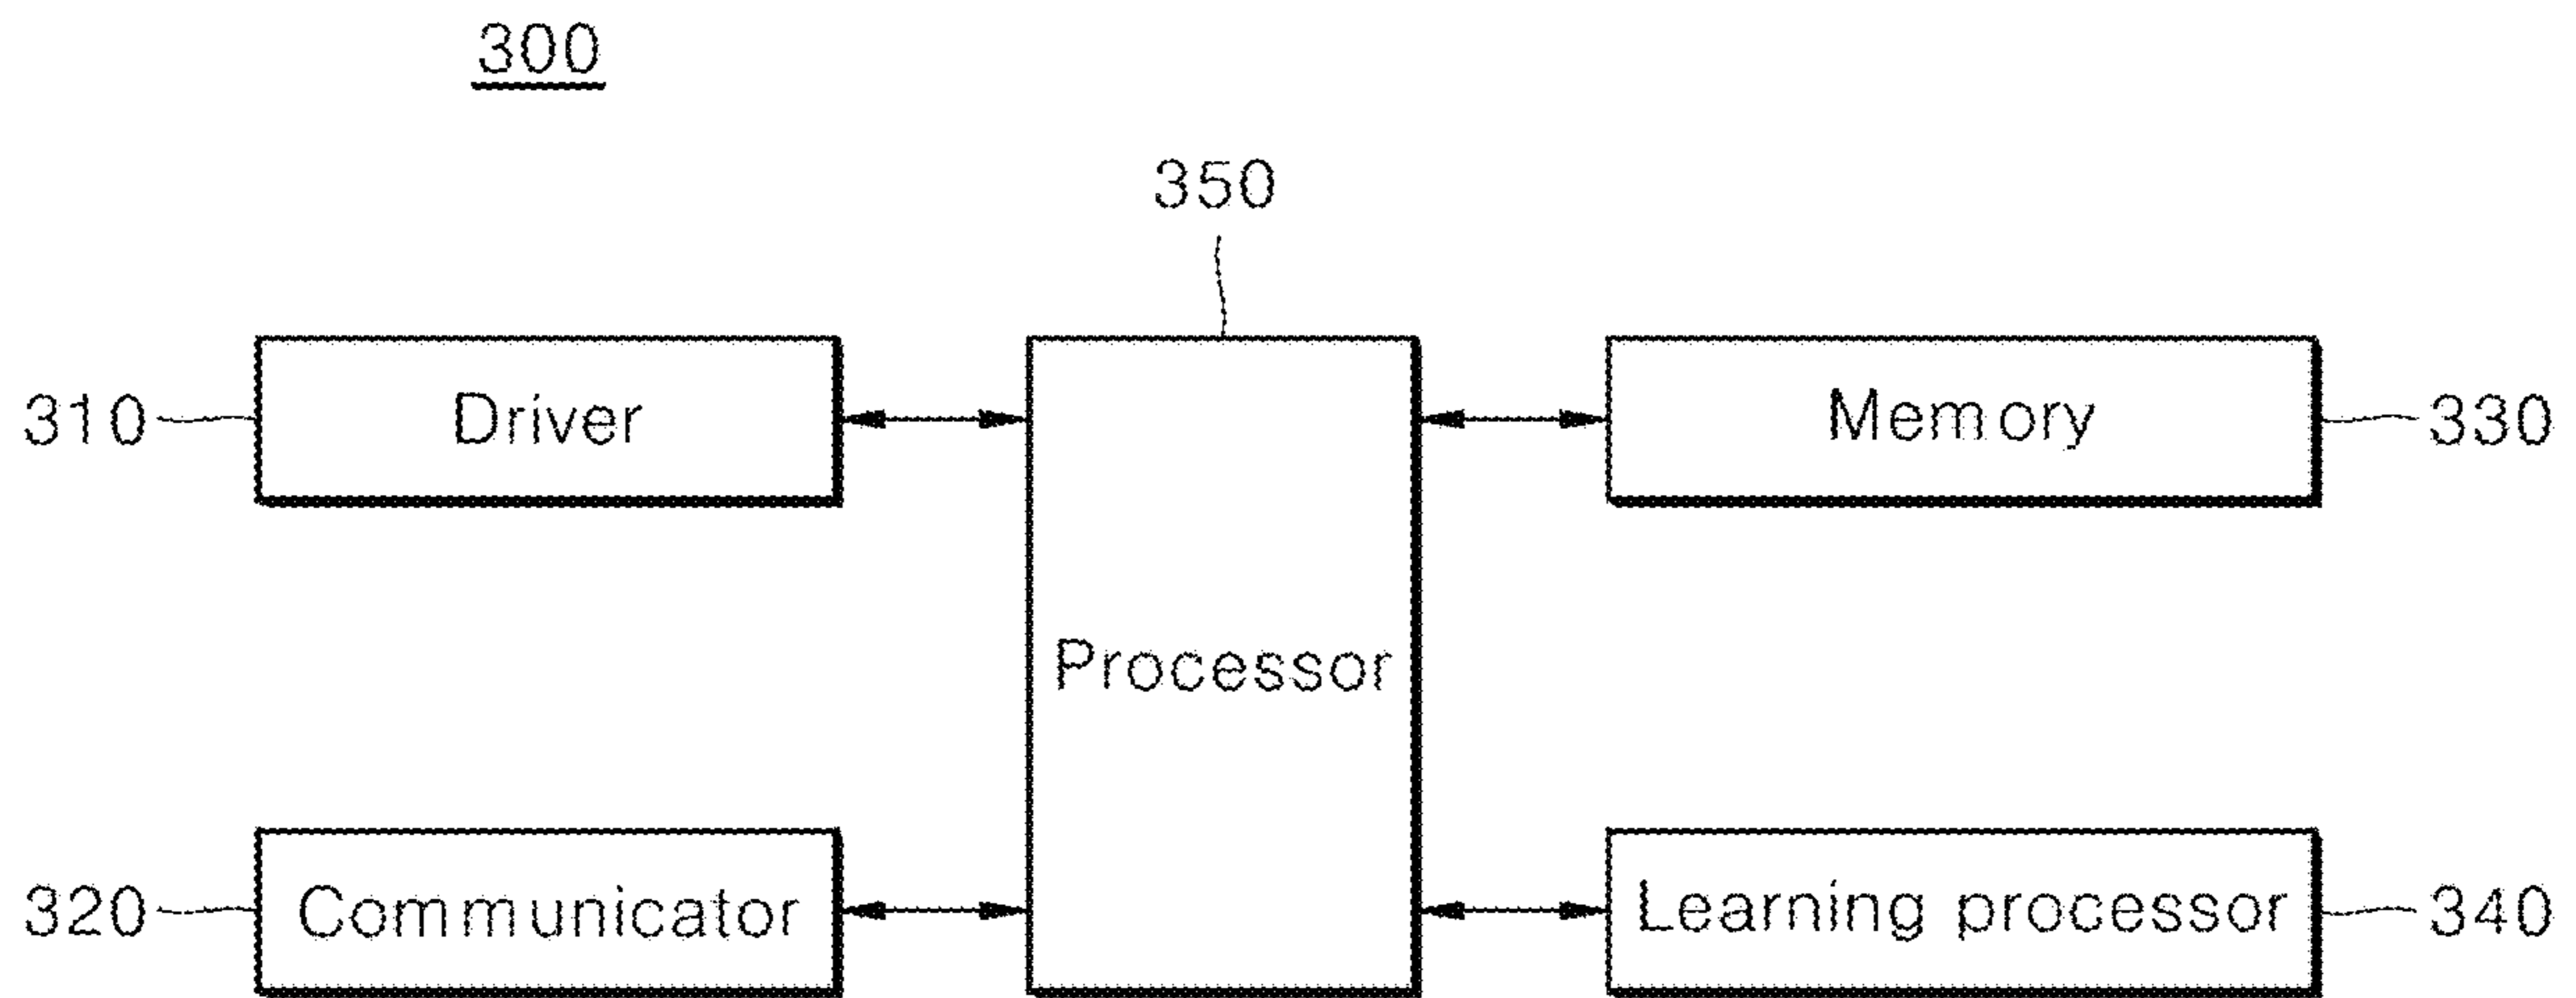 300
350
310 Driver Memory 330
Processor
320 Communicator Learning processor 340